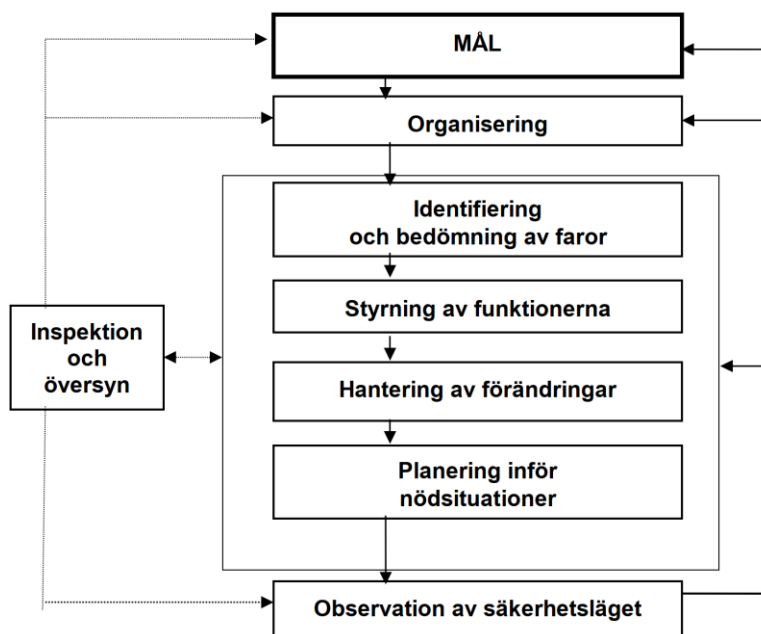 MÅL
Organisering
Identifiering
och bedömning av faror
Styrning av funktionerna
Inspektion
och
översyn
Hantering av förändringar
Planering inför
nödsituationer
Observation av säkerhetsläget